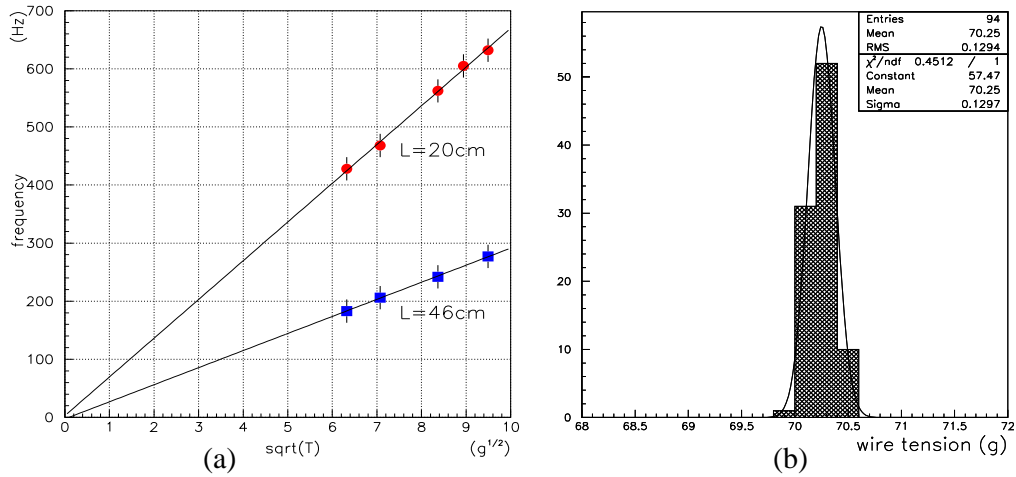 (Hz)
frequency
700
600
500
400
300
200
100
0
L=20cm
L=46cm
0 1 2 3 4 5 6 7 8 9 10
sqrt(T) (g^1/2)
(a)
Entries 94
Mean 70.25
RMS 0.1294
χ²/ndf 0.4512 / 1
Constant 57.47
Mean 70.25
Sigma 0.1297
50
40
30
20
10
0
68 68.5 69 69.5 70 70.5 71 71.5 72
wire tension (g)
(b)